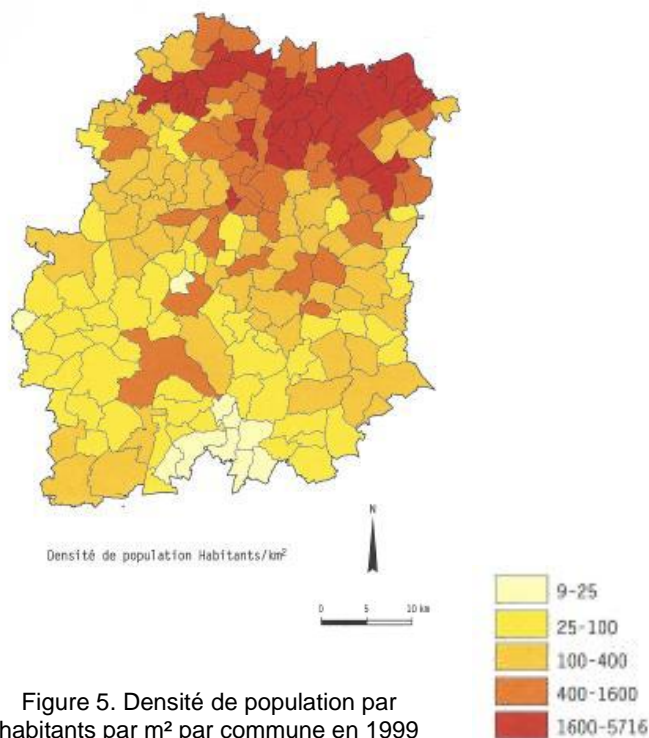 N
Densité de population Habitants/km²
0 5 10 km
9-25
25-100
100-400
400-1600
1600-5716
Figure 5. Densité de population par
habitants par m² par commune en 1999